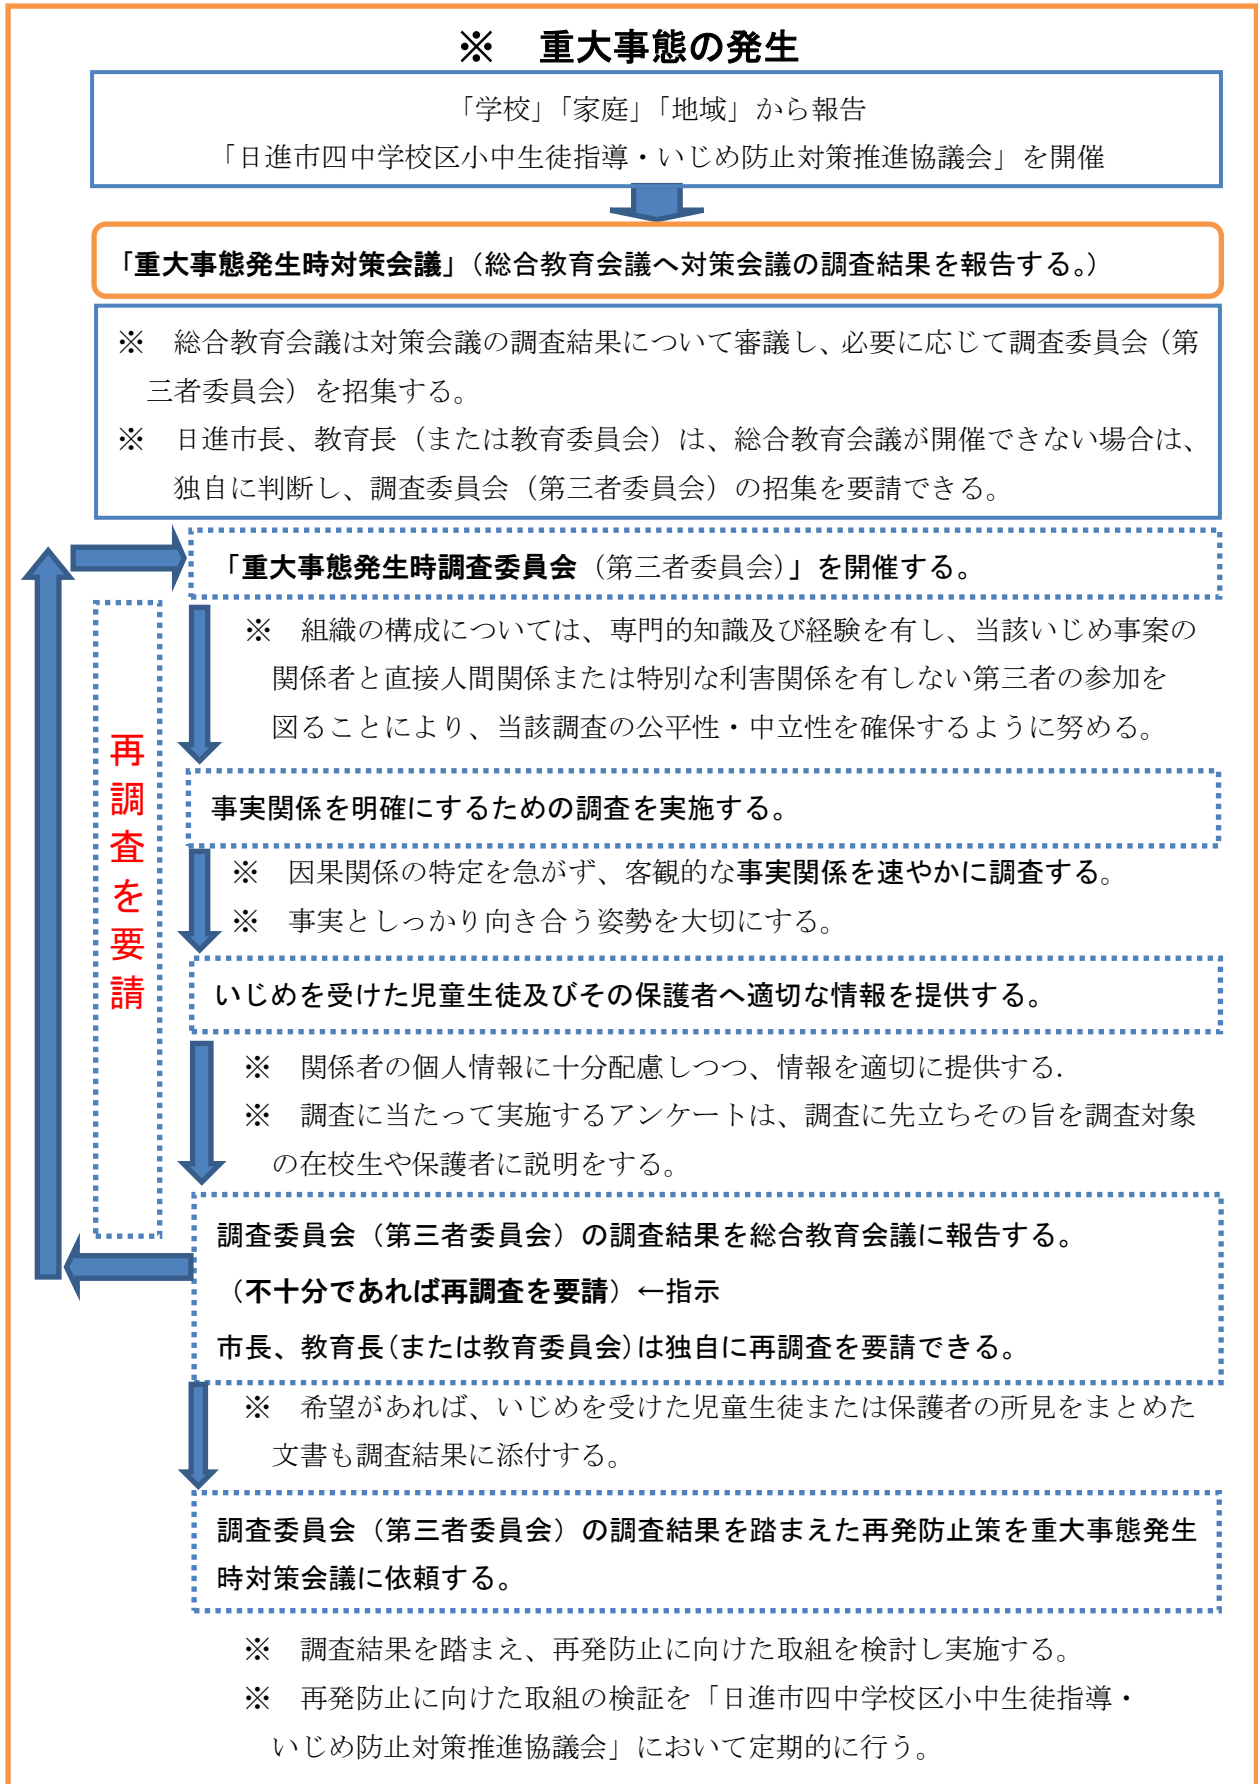 ※　重大事態の発生
「学校」「家庭」「地域」から報告
「日進市四中学校区小中生徒指導・いじめ防止対策推進協議会」を開催
「重大事態発生時対策会議」（総合教育会議へ対策会議の調査結果を報告する。）
※　総合教育会議は対策会議の調査結果について審議し、必要に応じて調査委員会（第
三者委員会）を招集する。
※　日進市長、教育長（または教育委員会）は、総合教育会議が開催できない場合は、
独自に判断し、調査委員会（第三者委員会）の招集を要請できる。
「重大事態発生時調査委員会（第三者委員会）」を開催する。
※　組織の構成については、専門的知識及び経験を有し、当該いじめ事案の
関係者と直接人間関係または特別な利害関係を有しない第三者の参加を
図ることにより、当該調査の公平性・中立性を確保するように努める。
再調査を要請
事実関係を明確にするための調査を実施する。
※　因果関係の特定を急がず、客観的な事実関係を速やかに調査する。
※　事実としっかり向き合う姿勢を大切にする。
いじめを受けた児童生徒及びその保護者へ適切な情報を提供する。
※　関係者の個人情報に十分配慮しつつ、情報を適切に提供する.
※　調査に当たって実施するアンケートは、調査に先立ちその旨を調査対象
の在校生や保護者に説明をする。
調査委員会（第三者委員会）の調査結果を総合教育会議に報告する。
（不十分であれば再調査を要請）←指示
市長、教育長(または教育委員会)は独自に再調査を要請できる。
※　希望があれば、いじめを受けた児童生徒または保護者の所見をまとめた
文書も調査結果に添付する。
調査委員会（第三者委員会）の調査結果を踏まえた再発防止策を重大事態発生
時対策会議に依頼する。
※　調査結果を踏まえ、再発防止に向けた取組を検討し実施する。
※　再発防止に向けた取組の検証を「日進市四中学校区小中生徒指導・
いじめ防止対策推進協議会」において定期的に行う。